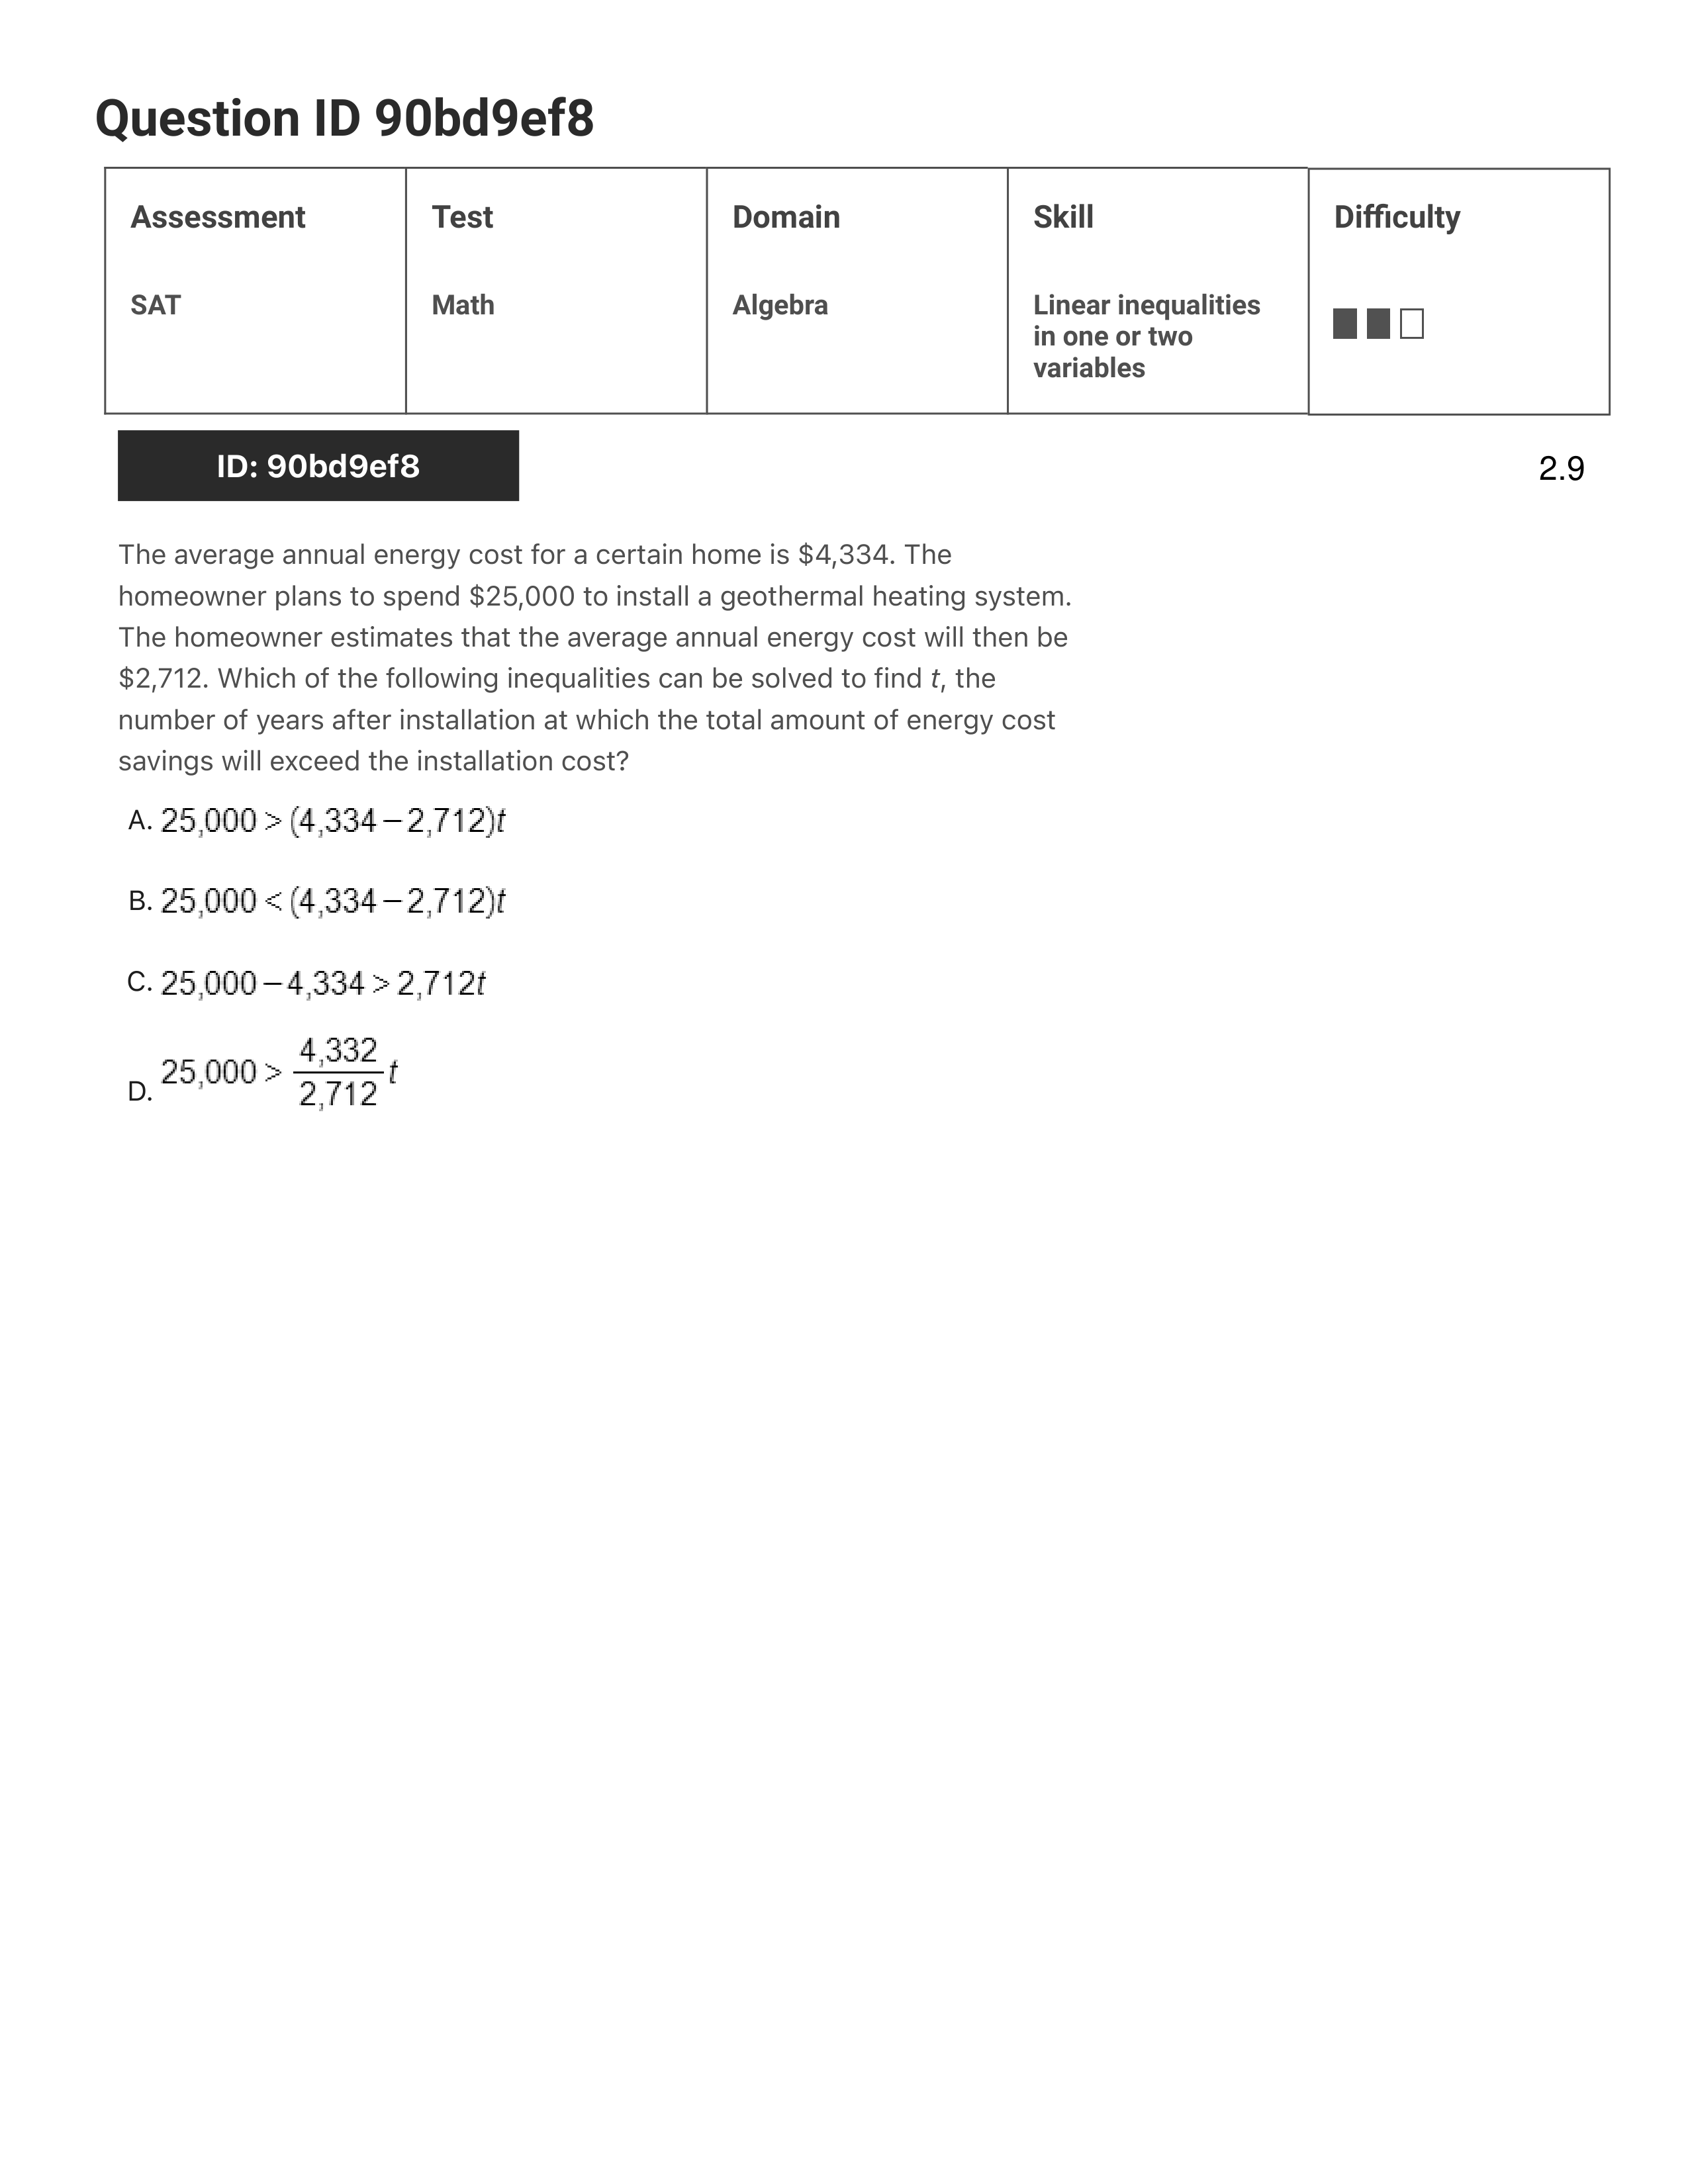 Question ID 90bd9ef8
Assessment
Test
Domain
Skill
Difficulty
SAT
Math
Algebra
Linear inequalities
in one or two
variables
ID: 90bd9ef8
2.9
The average annual energy cost for a certain home is $4,334. The
homeowner plans to spend $25,000 to install a geothermal heating system.
The homeowner estimates that the average annual energy cost will then be
$2,712. Which of the following inequalities can be solved to find t, the
number of years after installation at which the total amount of energy cost
savings will exceed the installation cost?
A. 25,000 > (4,334 − 2,712)t
B. 25,000 < (4,334 − 2,712)t
C. 25,000 − 4,334 > 2,712t
D. 25,000 > 4,332/2,712 t